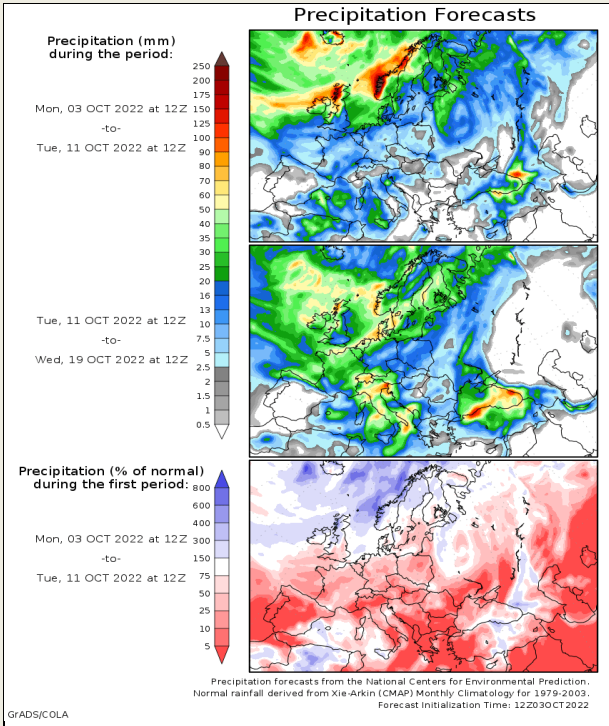 Precipitation Forecasts
Precipitation (mm)
during the period:
Mon, 03 OCT 2022 at 12Z
-to-
Tue, 11 OCT 2022 at 12Z
250
200
175
150
125
100
90
80
70
60
50
40
35
30
25
20
16
13
10
7.5
5
2.5
2
1.5
1
0.5
Tue, 11 OCT 2022 at 12Z
-to-
Wed, 19 OCT 2022 at 12Z
Precipitation (% of normal)
during the first period:
Mon, 03 OCT 2022 at 12Z
-to-
Tue, 11 OCT 2022 at 12Z
800
600
400
300
150
75
50
25
10
5
Precipitation forecasts from the National Centers for Environmental Prediction.
Normal rainfall derived from Xie-Arkin (CMAP) Monthly Climatology for 1979-2003.
Forecast Initialization Time: 12Z03OCT2022
GrADS/COLA